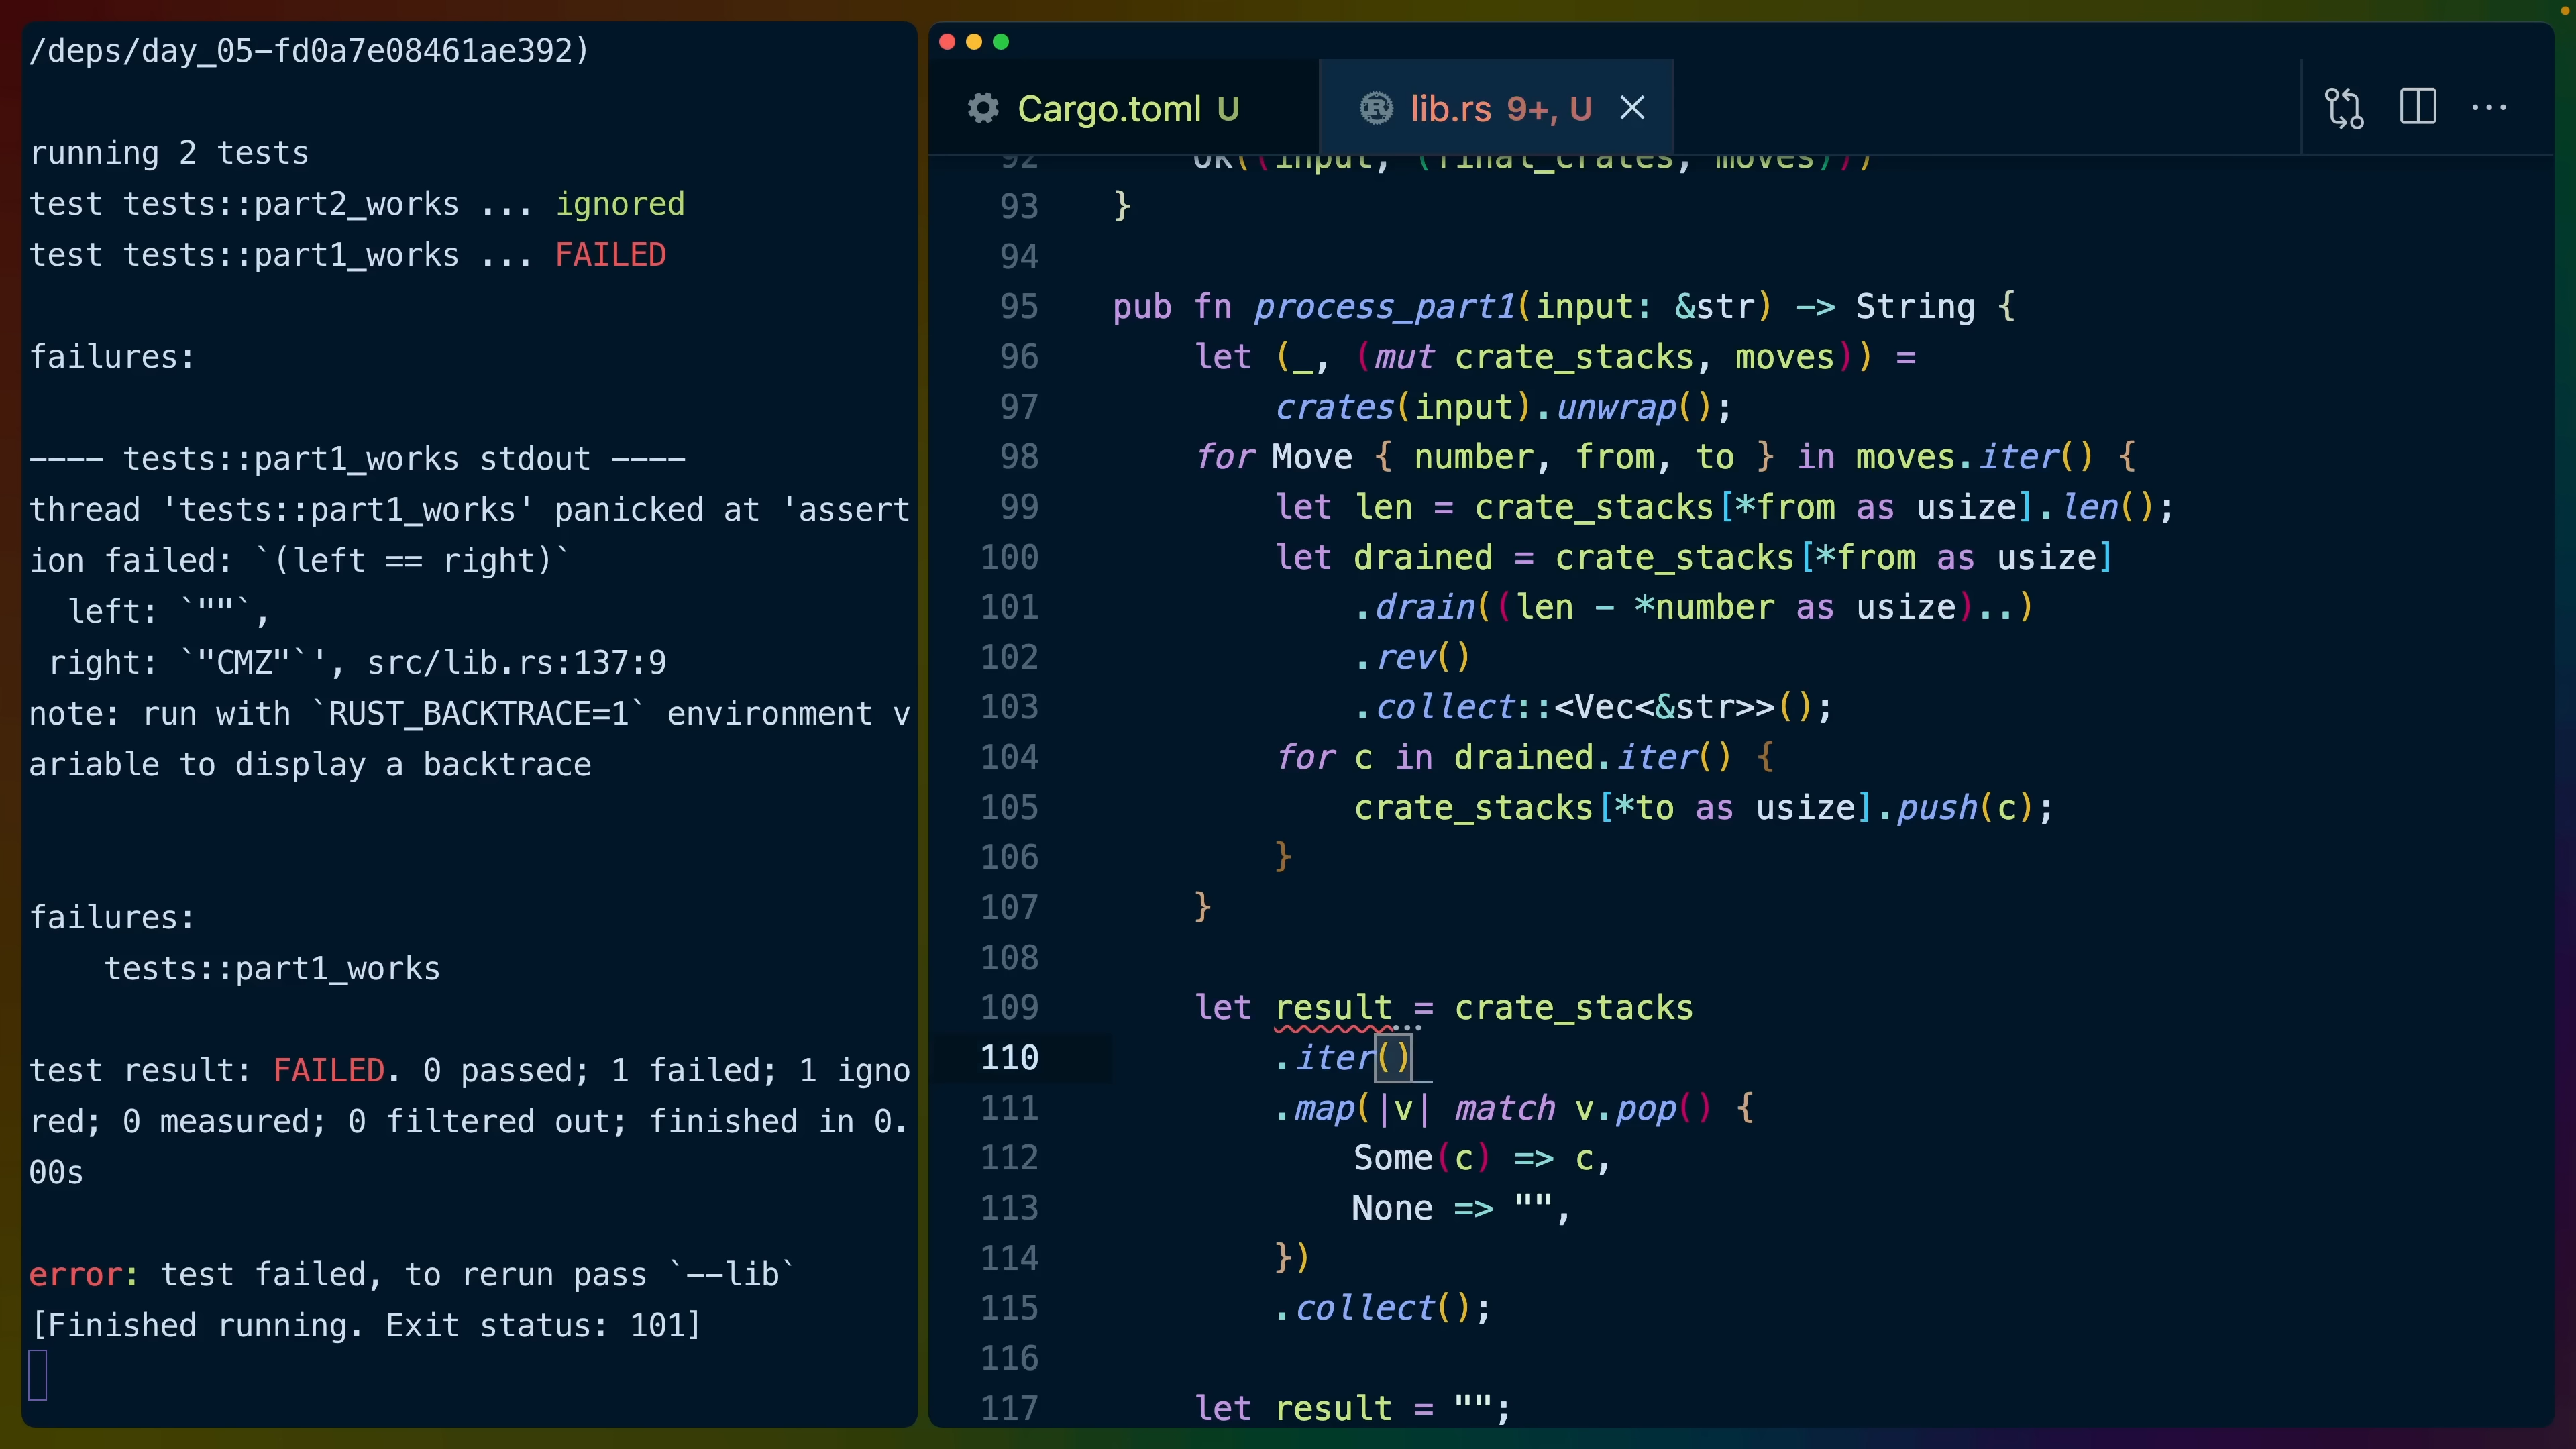 /deps/day_05-fd0a7e08461ae392)
running 2 tests
test tests::part2_works ... ignored
test tests::part1_works ... FAILED
failures:
---- tests::part1_works stdout ----
thread 'tests::part1_works' panicked at 'assert
ion failed: `(left == right)`
  left: `""`,
 right: `"CMZ"`', src/lib.rs:137:9
note: run with `RUST_BACKTRACE=1` environment v
ariable to display a backtrace
failures:
    tests::part1_works
test result: FAILED. 0 passed; 1 failed; 1 igno
red; 0 measured; 0 filtered out; finished in 0.
00s
error: test failed, to rerun pass `--lib`
[Finished running. Exit status: 101]
Cargo.toml U
lib.rs 9+, U
92     Ok((input, (final_crates, moves)))
93 }
94
95 pub fn process_part1(input: &str) -> String {
96     let (_, (mut crate_stacks, moves)) =
97         crates(input).unwrap();
98     for Move { number, from, to } in moves.iter() {
99         let len = crate_stacks[*from as usize].len();
100         let drained = crate_stacks[*from as usize]
101             .drain((len - *number as usize)..)
102             .rev()
103             .collect::<Vec<&str>>();
104         for c in drained.iter() {
105             crate_stacks[*to as usize].push(c);
106         }
107     }
108
109     let result = crate_stacks
110         .iter()
111         .map(|v| match v.pop() {
112             Some(c) => c,
113             None => "",
114         })
115         .collect();
116
117     let result = "";